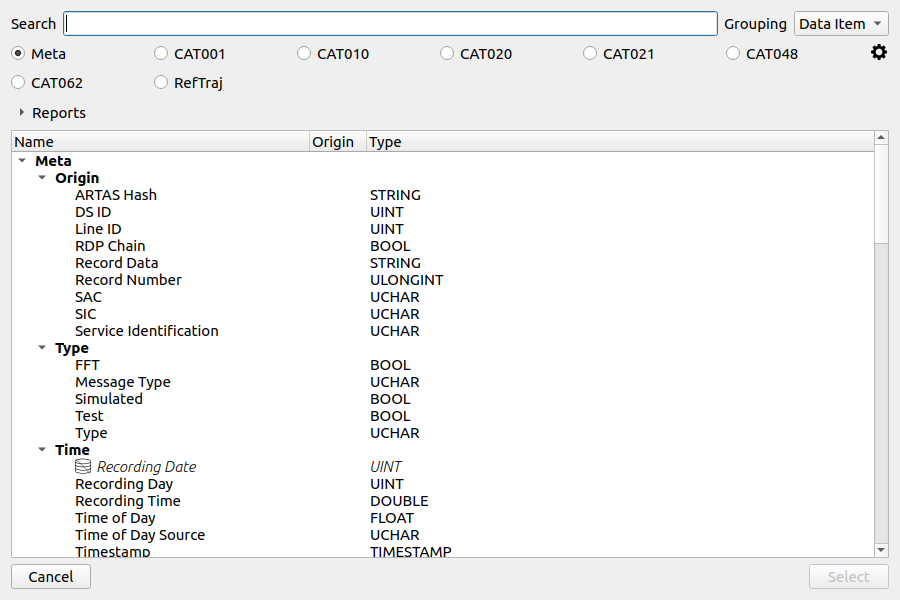 Search Grouping Data Item
Meta CAT001 CAT010 CAT020 CAT021 CAT048
CAT062 RefTraj
Reports
Name Origin Type
Meta
Origin
ARTAS Hash STRING
DS ID UINT
Line ID UINT
RDP Chain BOOL
Record Data STRING
Record Number ULONGINT
SAC UCHAR
SIC UCHAR
Service Identification UCHAR
Type
FFT BOOL
Message Type UCHAR
Simulated BOOL
Test BOOL
Type UCHAR
Time
Recording Date UINT
Recording Day UINT
Recording Time DOUBLE
Time of Day FLOAT
Time of Day Source UCHAR
Timestamp TIMESTAMP
Cancel Select